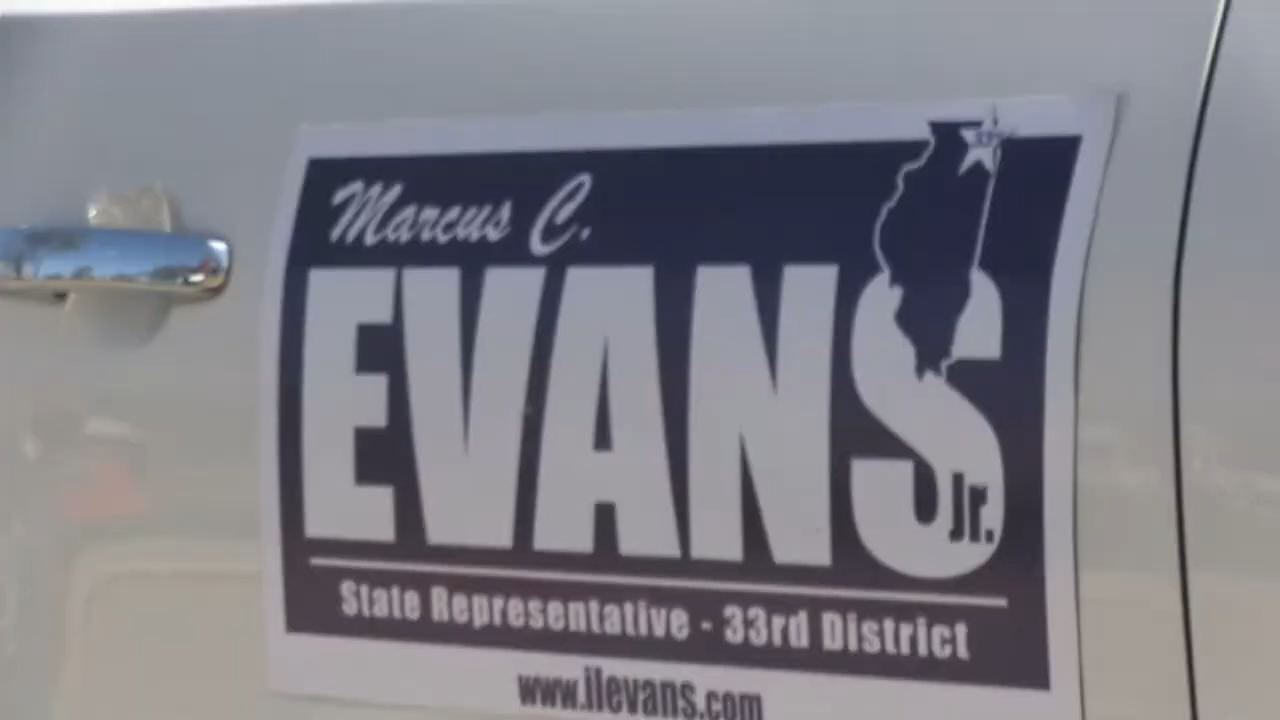 Marcus C.
EVANS
Jr.
State Representative - 33rd District
www.ilevans.com